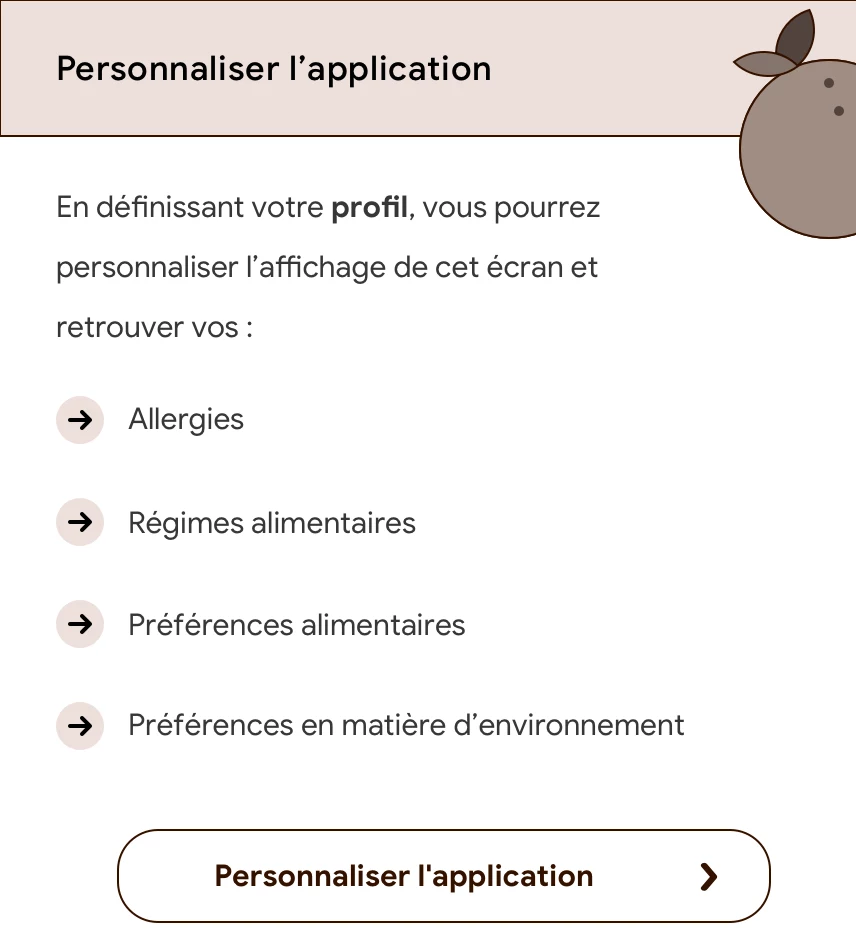 Personnaliser l’application
En définissant votre profil, vous pourrez
personnaliser l’affichage de cet écran et
retrouver vos :
Allergies
Régimes alimentaires
Préférences alimentaires
Préférences en matière d’environnement
Personnaliser l'application